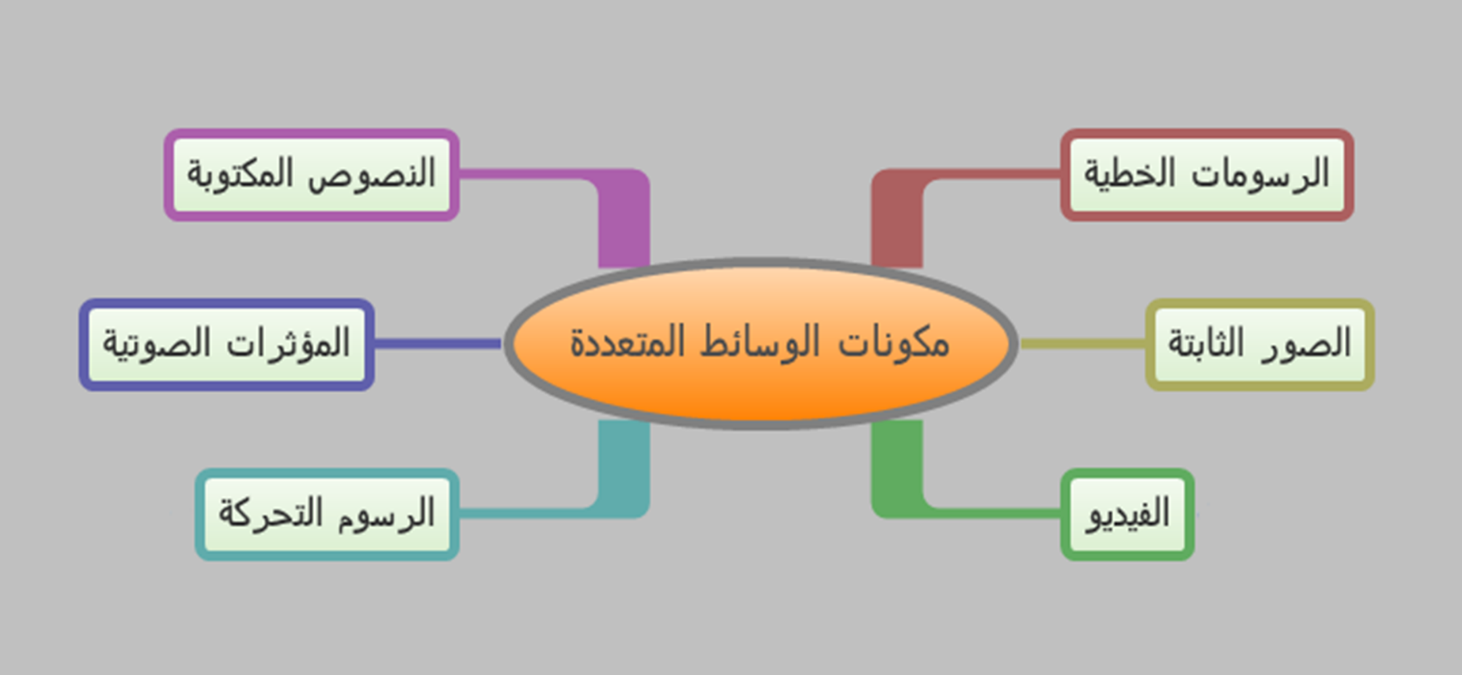 مكونات الوسائط المتعددة
الرسومات الخطية
الصور الثابتة
الفيديو
النصوص المكتوبة
المؤثرات الصوتية
الرسوم التحركة